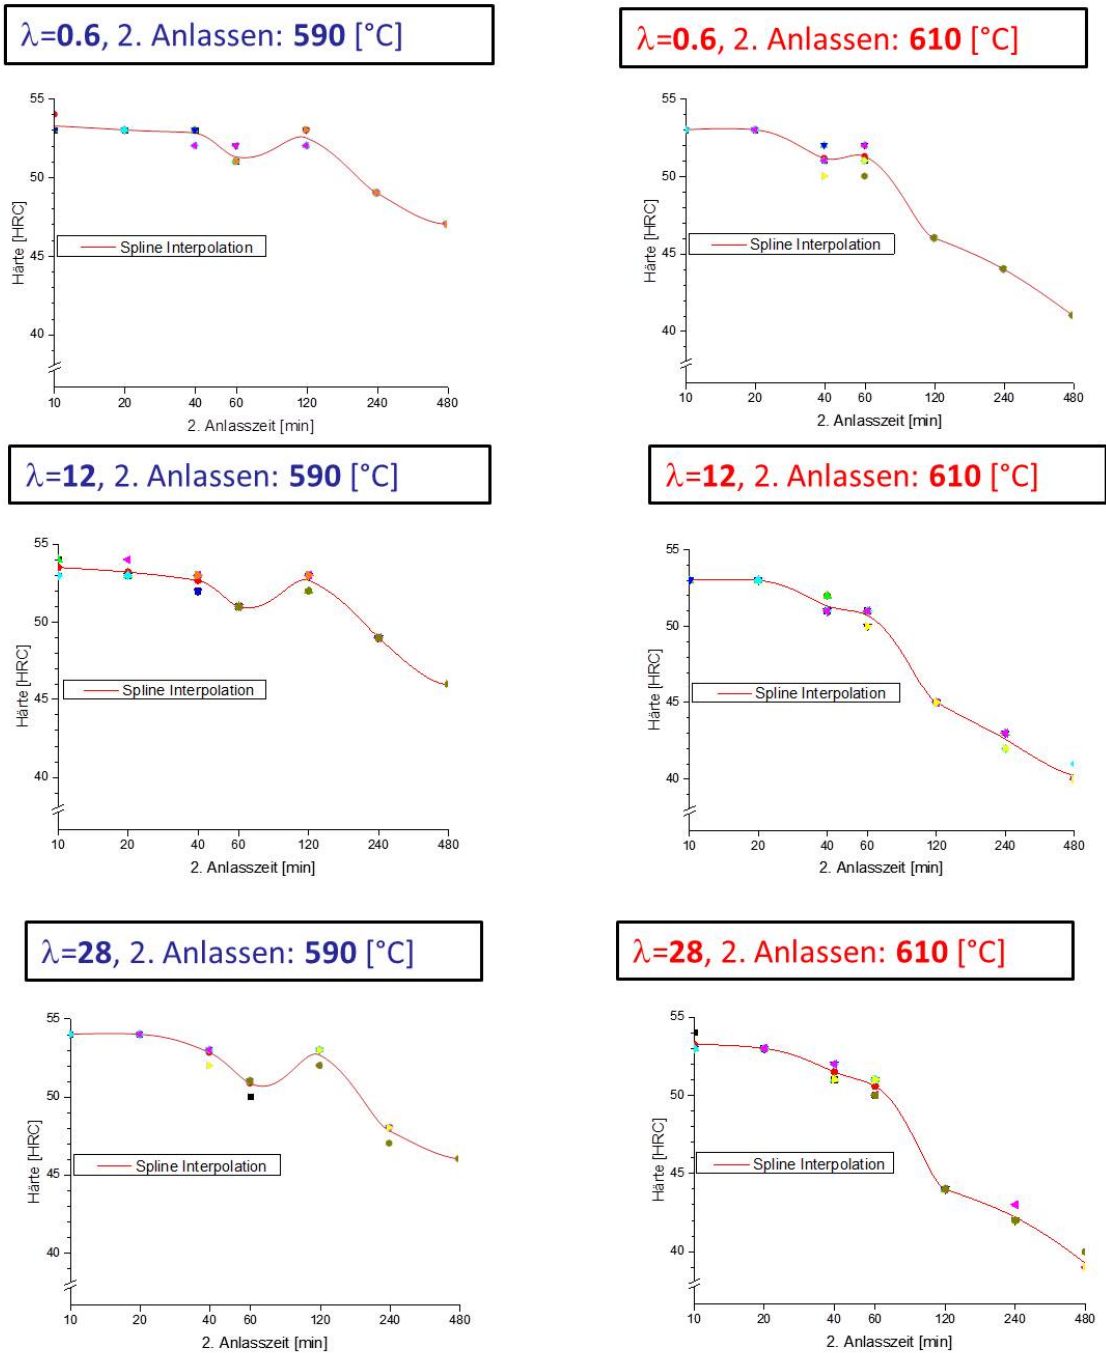 λ=0.6, 2. Anlassen: 590 [°C]
λ=0.6, 2. Anlassen: 610 [°C]
55
50
45
40
Härte [HRC]
Spline Interpolation
10 20 40 60 120 240 480
2. Anlasszeit [min]
55
50
45
40
Härte [HRC]
Spline Interpolation
10 20 40 60 120 240 480
2. Anlasszeit [min]
λ=12, 2. Anlassen: 590 [°C]
λ=12, 2. Anlassen: 610 [°C]
55
50
45
40
Härte [HRC]
Spline Interpolation
10 20 40 60 120 240 480
2. Anlasszeit [min]
55
50
45
40
Härte [HRC]
Spline Interpolation
10 20 40 60 120 240 480
2. Anlasszeit [min]
λ=28, 2. Anlassen: 590 [°C]
λ=28, 2. Anlassen: 610 [°C]
55
50
45
40
Härte [HRC]
Spline Interpolation
10 20 40 60 120 240 480
2. Anlasszeit [min]
55
50
45
40
Härte [HRC]
Spline Interpolation
10 20 40 60 120 240 480
2. Anlasszeit [min]